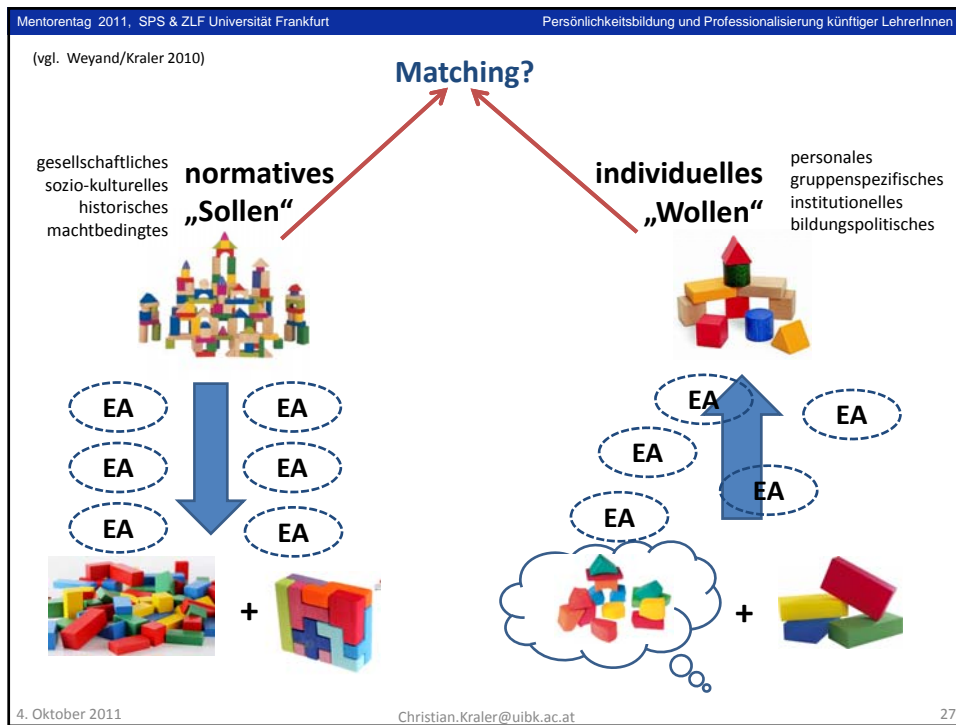 Mentorentag 2011, SPS & ZLF Universität Frankfurt
Persönlichkeitsbildung und Professionalisierung künftiger LehrerInnen
(vgl. Weyand/Kraler 2010)
Matching?
gesellschaftliches
sozio-kulturelles
historisches
machtbedingtes
normatives
„Sollen“
individuelles
„Wollen“
personales
gruppenspezifisches
institutionelles
bildungspolitisches
EA
EA
EA
EA
EA
EA
EA
EA
EA
EA
EA
+
+
4. Oktober 2011
Christian.Kraler@uibk.ac.at
27